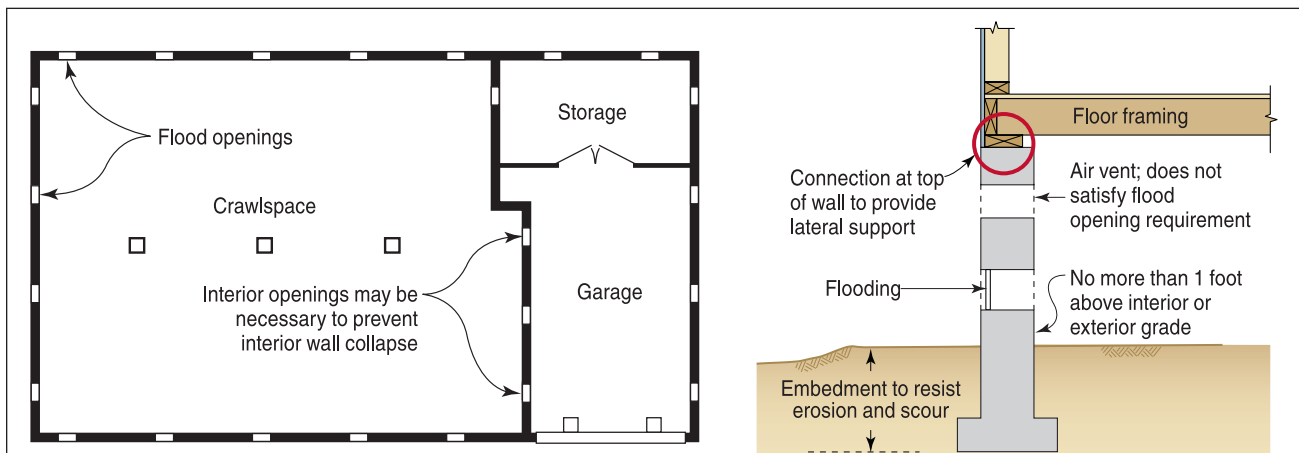 Flood openings
Storage
Crawlspace
Interior openings may be
necessary to prevent
interior wall collapse
Garage
Floor framing
Connection at top
of wall to provide
lateral support
Air vent; does not
satisfy flood
opening requirement
Flooding
No more than 1 foot
above interior or
exterior grade
Embedment to resist
erosion and scour